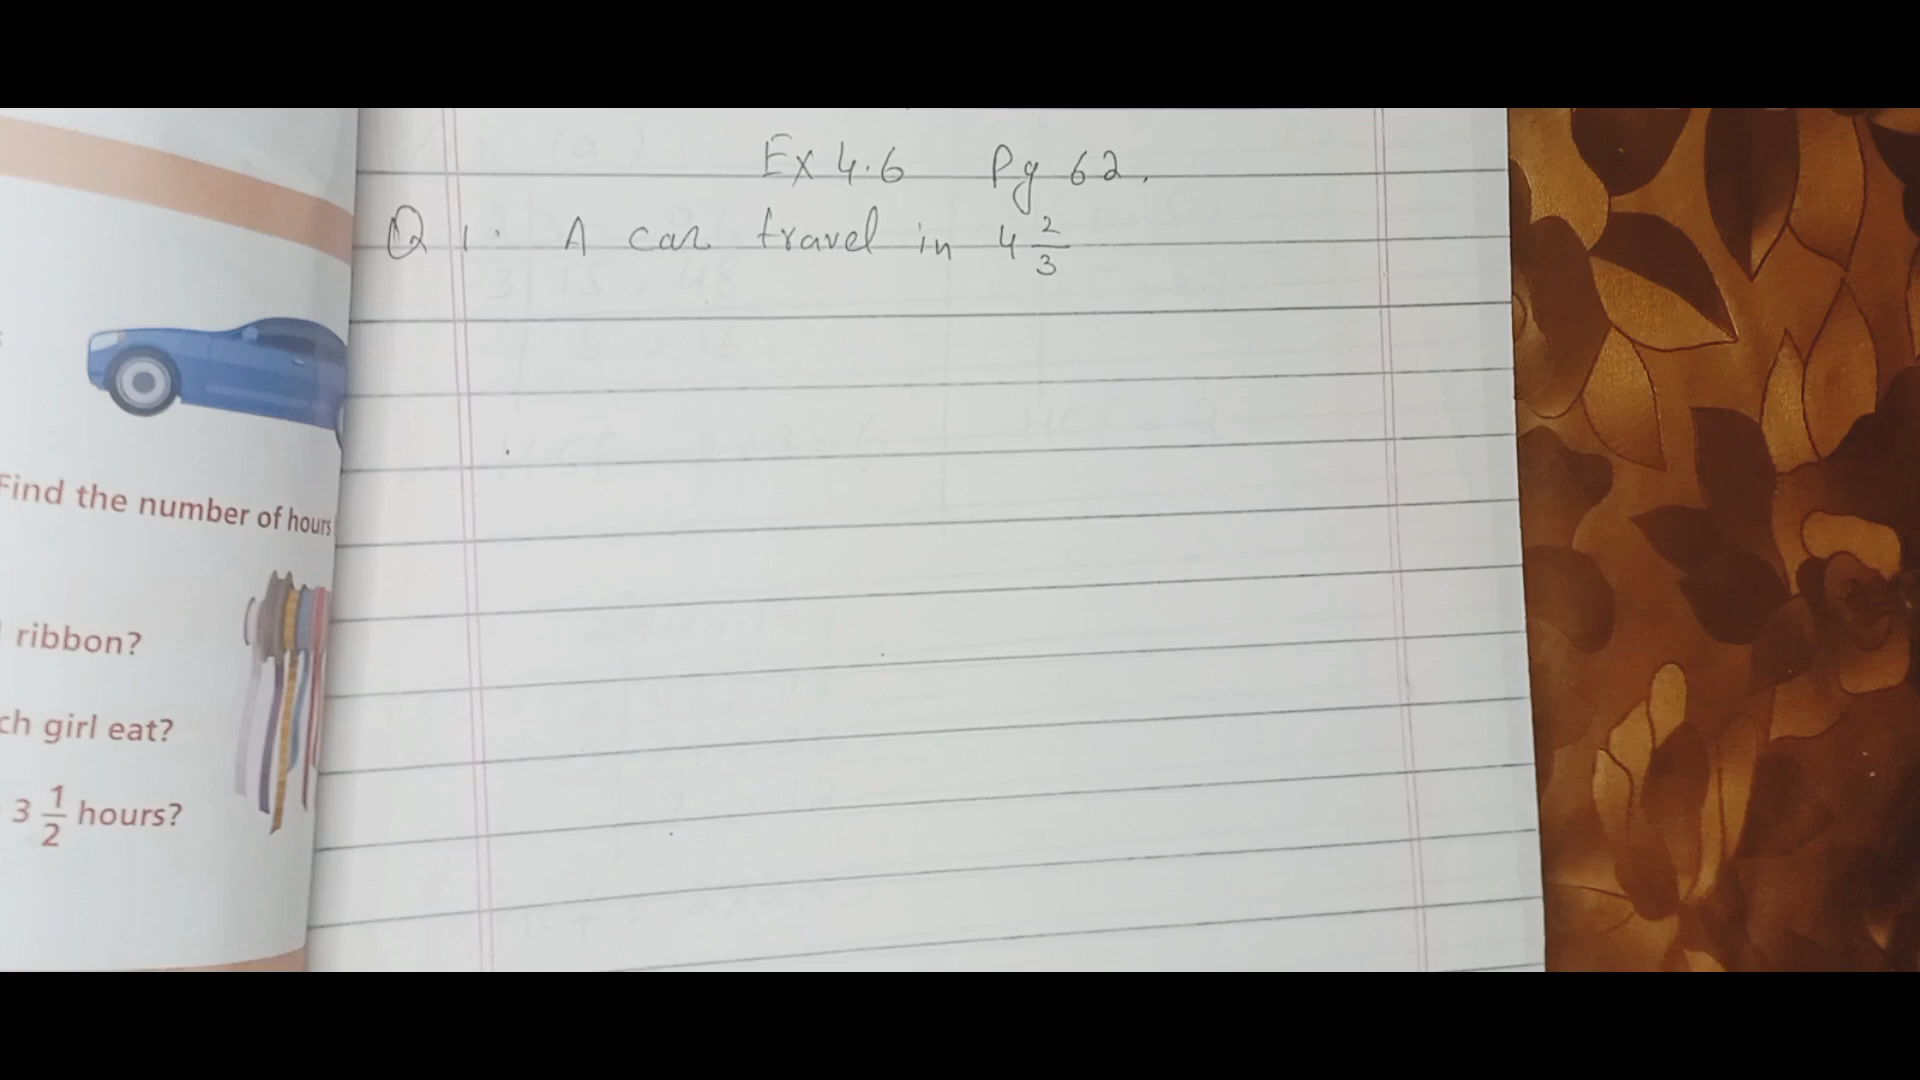 Ex 4.6 Pg 62.
Q 1. A car travel in 4 2/3
Find the number of hours
ribbon?
ch girl eat?
3 1/2 hours?